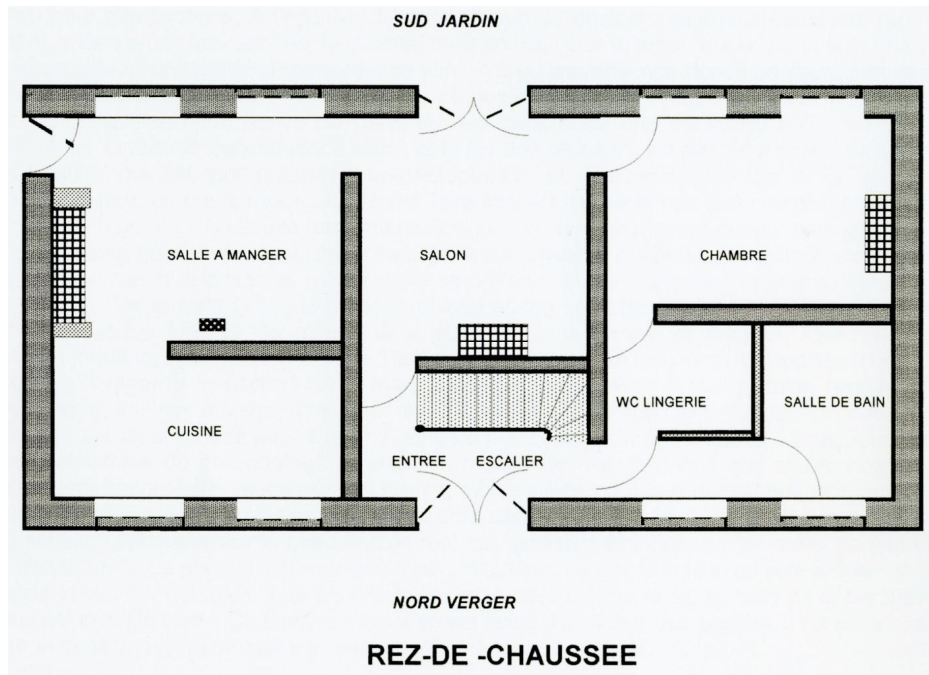 SUD JARDIN
SALLE A MANGER
SALON
CHAMBRE
WC LINGERIE
SALLE DE BAIN
CUISINE
ENTREE
ESCALIER
NORD VERGER
REZ-DE -CHAUSSEE